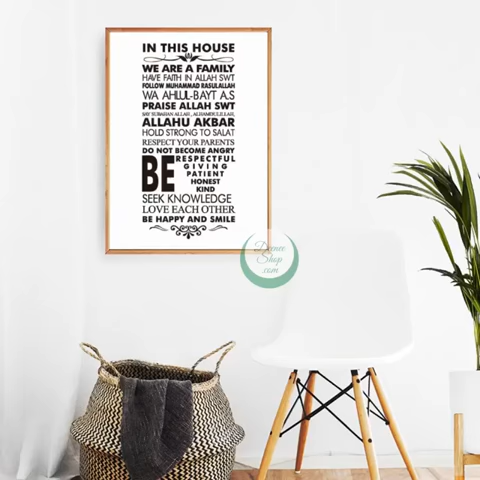 IN THIS HOUSE
WE ARE A FAMILY
HAVE FAITH IN ALLAH SWT
FOLLOW MUHAMMAD RASULALLAH
WA AHLUL-BAYT A.S
PRAISE ALLAH SWT
SAY SUBAHAN ALLAH, ALHAMDULILLAH,
ALLAHU AKBAR
HOLD STRONG TO SALAT
RESPECT YOUR PARENTS
DO NOT BECOME ANGRY
BE RESPECTFUL
GIVING
PATIENT
HONEST
KIND
SEEK KNOWLEDGE
LOVE EACH OTHER
BE HAPPY AND SMILE
Shop
.com